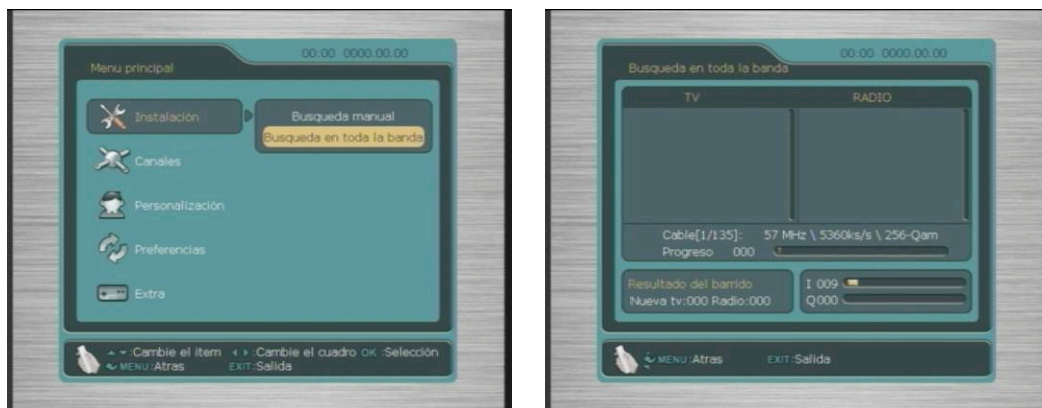 00:00 0000.00.00
Menu principal
Instalación
Busqueda manual
Busqueda en toda la banda
Canales
Personalización
Preferencias
Extra
:Cambie el item :Cambie el cuadro OK :Selección
MENU:Atras EXIT:Salida
00:00 0000.00.00
Busqueda en toda la banda
TV RADIO
Cable[1/135]: 57 MHz \ 5360ks/s \ 256-Qam
Progreso 000
Resultado del barrido
Nueva tv:000 Radio:000
I 009
Q000
MENU:Atras EXIT:Salida